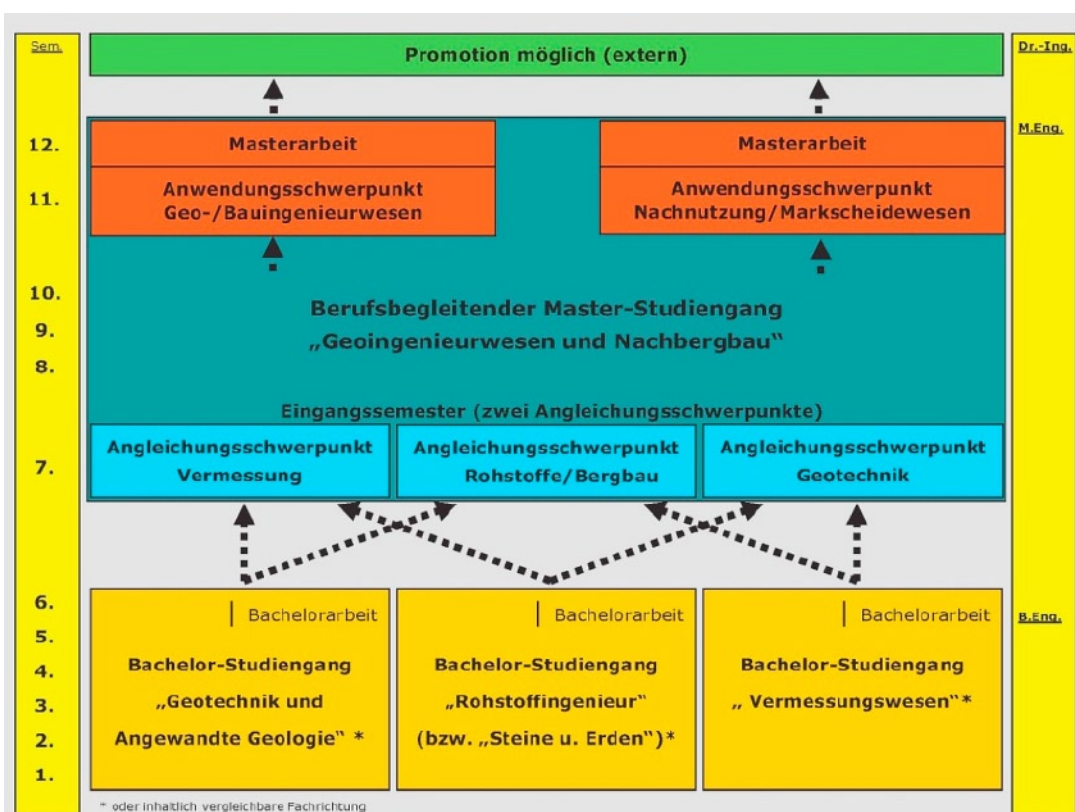 Sem.
Promotion möglich (extern)
Dr.-Ing.
M.Eng.
12.
Masterarbeit
Masterarbeit
11.
Anwendungsschwerpunkt
Geo-/Bauingenieurwesen
Anwendungsschwerpunkt
Nachnutzung/Markscheidewesen
10.
9.
8.
Berufsbegleitender Master-Studiengang
„Geoingenieurwesen und Nachbergbau“
Eingangssemester (zwei Angleichungsschwerpunkte)
7.
Angleichungsschwerpunkt
Vermessung
Angleichungsschwerpunkt
Rohstoffe/Bergbau
Angleichungsschwerpunkt
Geotechnik
6.
5.
4.
3.
2.
1.
Bachelorarbeit
Bachelor-Studiengang
„Geotechnik und
Angewandte Geologie“ *
Bachelorarbeit
Bachelor-Studiengang
„Rohstoffingenieur“
(bzw. „Steine u. Erden“)*
Bachelorarbeit
Bachelor-Studiengang
„ Vermessungswesen“*
B.Eng.
* oder inhaltlich vergleichbare Fachrichtung